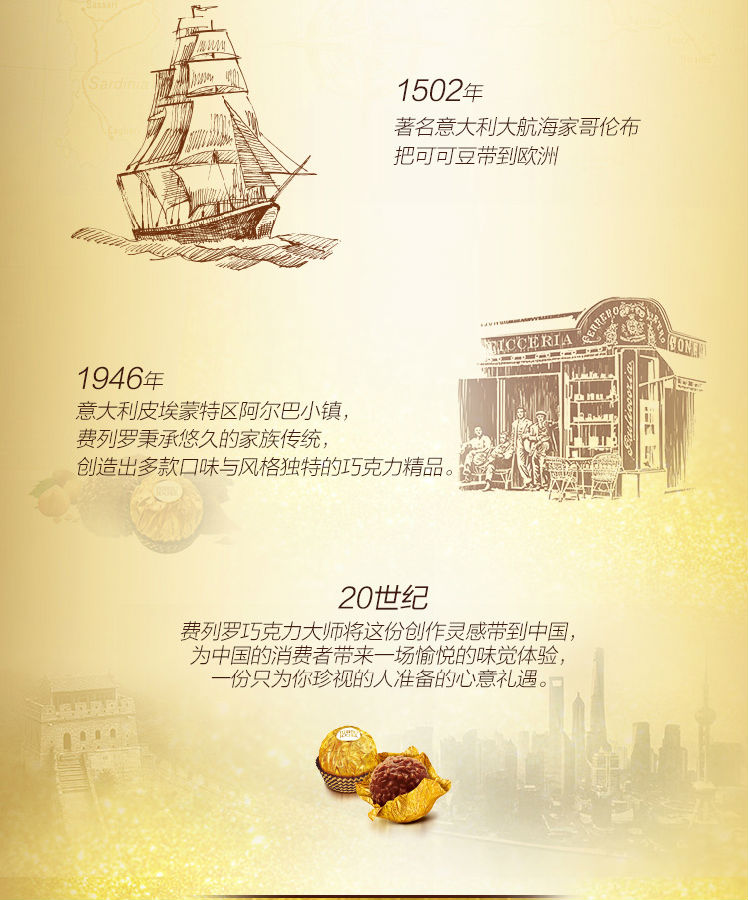 Sassari
Sardinia
1502年
著名意大利大航海家哥伦布
把可可豆带到欧洲
FERRERO
ICCERIA
CONF
1946年
意大利皮埃蒙特区阿尔巴小镇，
费列罗秉承悠久的家族传统，
创造出多款口味与风格独特的巧克力精品。
20世纪
费列罗巧克力大师将这份创作灵感带到中国，
为中国的消费者带来一场愉悦的味觉体验，
一份只为你珍视的人准备的心意礼遇。